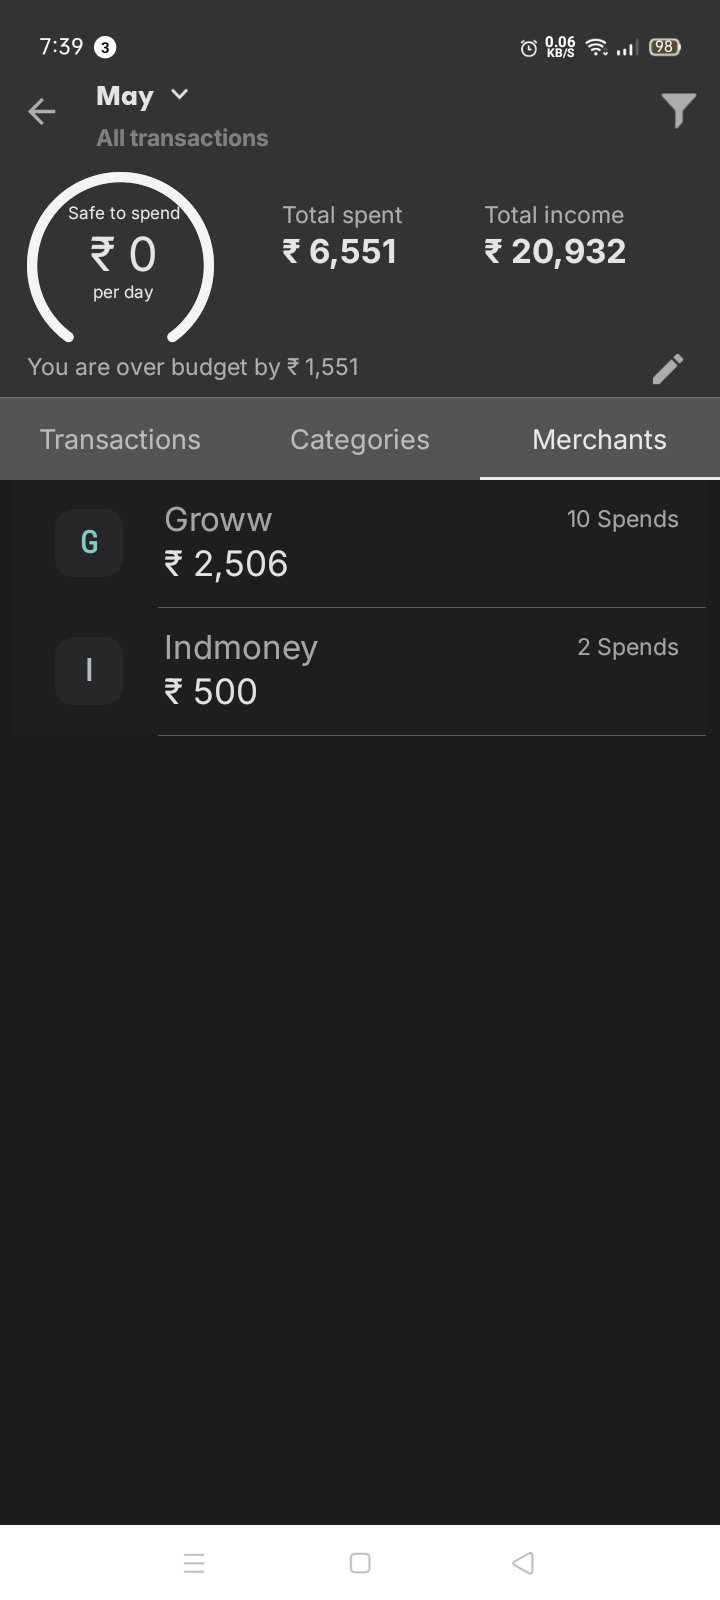 7:39 3 0.06 KB/S 98
May
All transactions
Safe to spend
₹ 0
per day
Total spent
₹ 6,551
Total income
₹ 20,932
You are over budget by ₹ 1,551
Transactions Categories Merchants
G
Groww
10 Spends
₹ 2,506
I
Indmoney
2 Spends
₹ 500